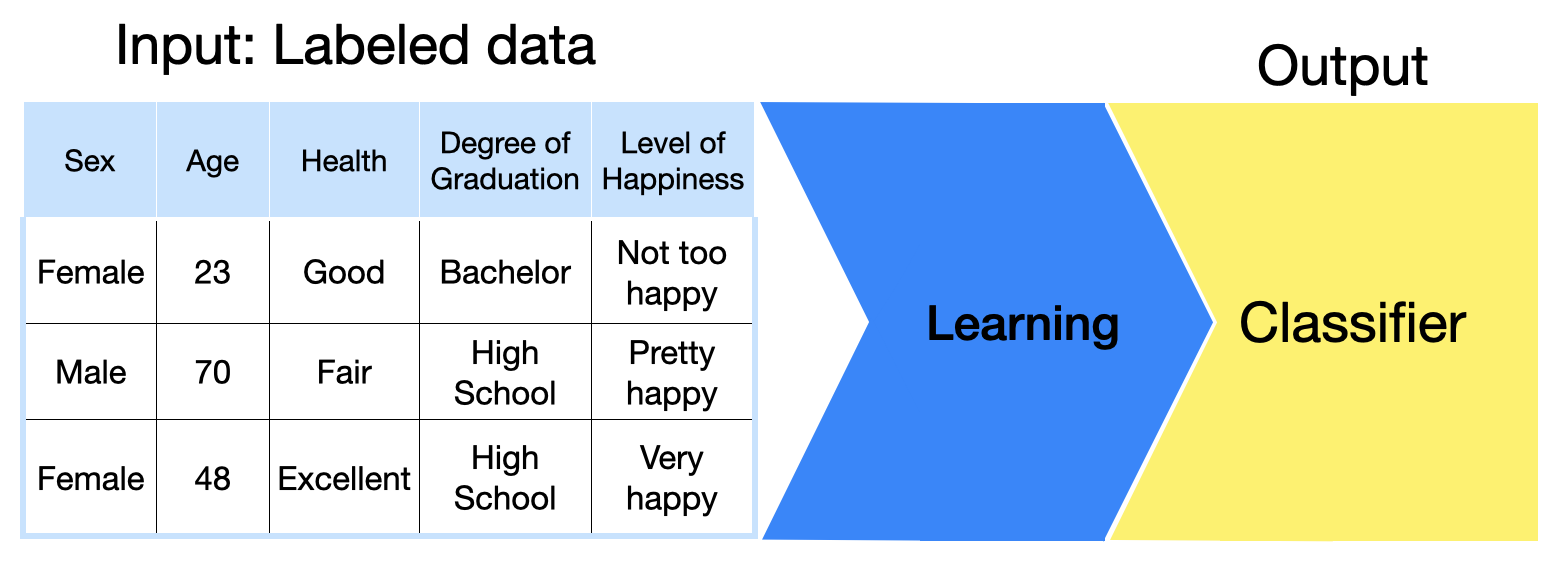 Input: Labeled data
Output
Sex
Age
Health
Degree of
Graduation
Level of
Happiness
Female
23
Good
Bachelor
Not too
happy
Male
70
Fair
High
School
Pretty
happy
Female
48
Excellent
High
School
Very
happy
Learning
Classifier